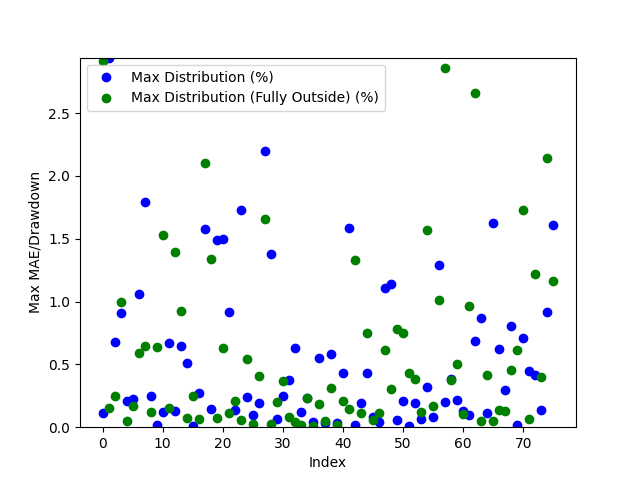 Max Distribution (%)
Max Distribution (Fully Outside) (%)
2.5
2.0
1.5
1.0
0.5
0.0
Max MAE/Drawdown
0 10 20 30 40 50 60 70
Index